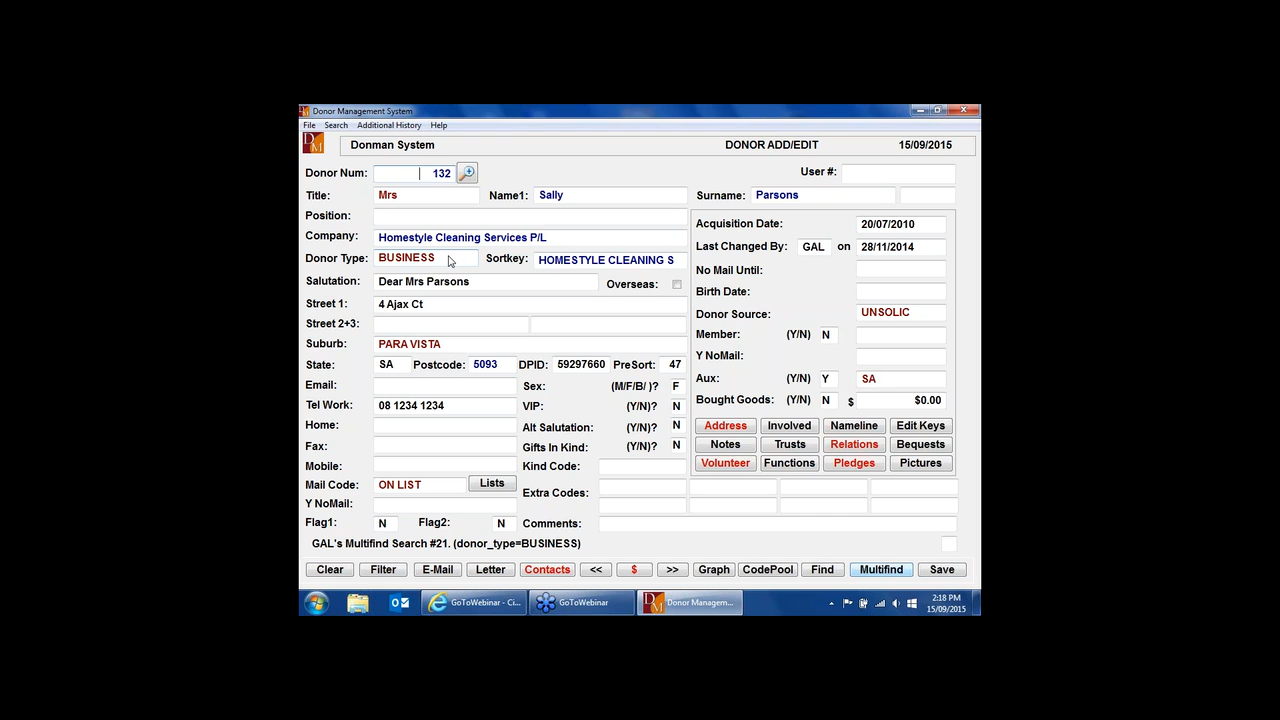 Donor Management System
File Search Additional History Help
DM Donman System DONOR ADD/EDIT 15/09/2015
Donor Num: 132 User #:
Title: Mrs Name1: Sally Surname: Parsons
Position:
Company: Homestyle Cleaning Services P/L
Donor Type: BUSINESS Sortkey: HOMESTYLE CLEANING S
Salutation: Dear Mrs Parsons Overseas:
Street 1: 4 Ajax Ct
Street 2+3:
Suburb: PARA VISTA
State: SA Postcode: 5093 DPID: 59297660 PreSort: 47
Email: Sex: (M/F/B/ )? F
Tel Work: 08 1234 1234 VIP: (Y/N)? N
Home: Alt Salutation: (Y/N)? N
Fax: Gifts In Kind: (Y/N)? N
Mobile: Kind Code:
Mail Code: ON LIST Lists Extra Codes:
Y NoMail:
Flag1: N Flag2: N Comments:
Acquisition Date: 20/07/2010
Last Changed By: GAL on 28/11/2014
No Mail Until:
Birth Date:
Donor Source: UNSOLIC
Member: (Y/N) N
Y NoMail:
Aux: (Y/N) Y SA
Bought Goods: (Y/N) N $ $0.00
Address Involved Nameline Edit Keys
Notes Trusts Relations Bequests
Volunteer Functions Pledges Pictures
GAL's Multifind Search #21. (donor_type=BUSINESS)
Clear Filter E-Mail Letter Contacts << $ >> Graph CodePool Find Multifind Save
GoToWebinar - Ci... GoToWebinar DM Donor Managem... 2:18 PM
15/09/2015